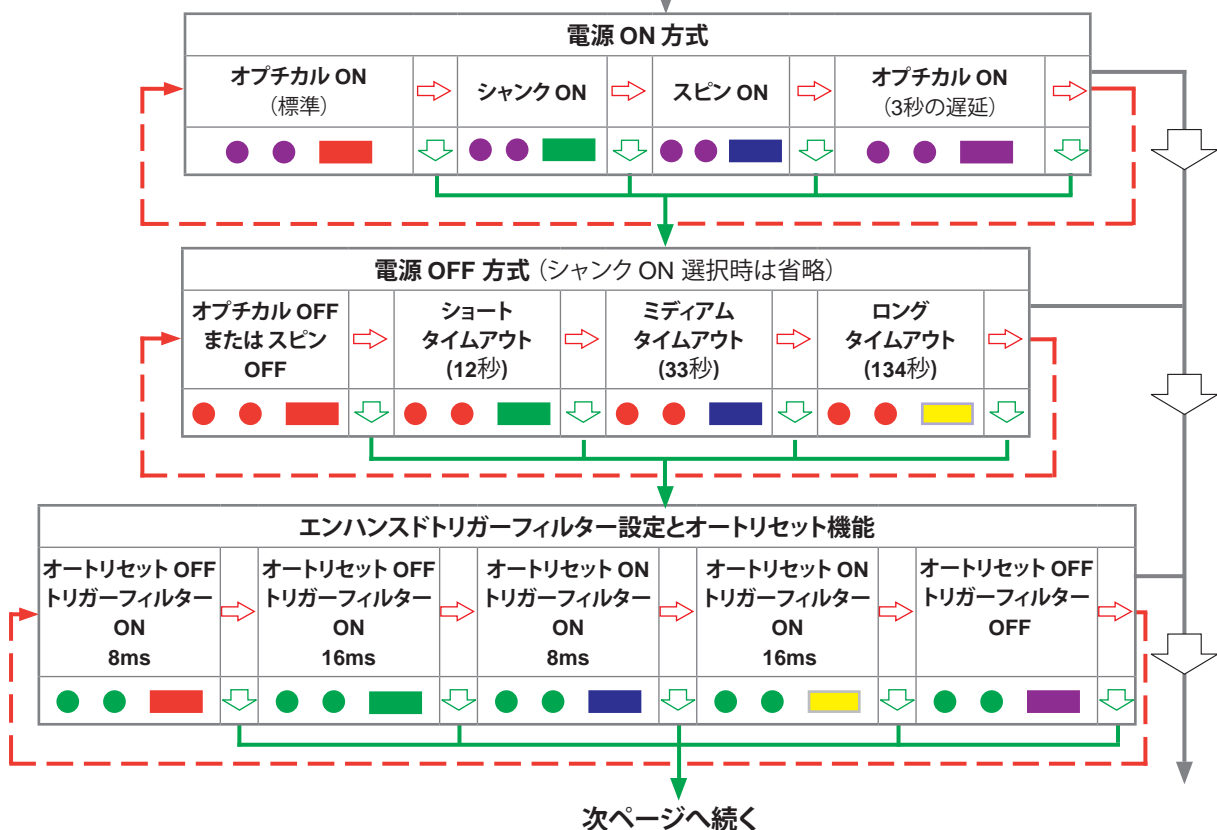 電源 ON 方式
オプチカル ON
(標準)
シャンク ON
スピン ON
オプチカル ON
(3秒の遅延)
電源 OFF 方式 (シャンク ON 選択時は省略)
オプチカル OFF
または スピン
OFF
ショート
タイムアウト
(12秒)
ミディアム
タイムアウト
(33秒)
ロング
タイムアウト
(134秒)
エンハンスドトリガーフィルター設定とオートリセット機能
オートリセット OFF
トリガーフィルター
ON
8ms
オートリセット OFF
トリガーフィルター
ON
16ms
オートリセット ON
トリガーフィルター
ON
8ms
オートリセット ON
トリガーフィルター
ON
16ms
オートリセット OFF
トリガーフィルター
OFF
次ページへ続く